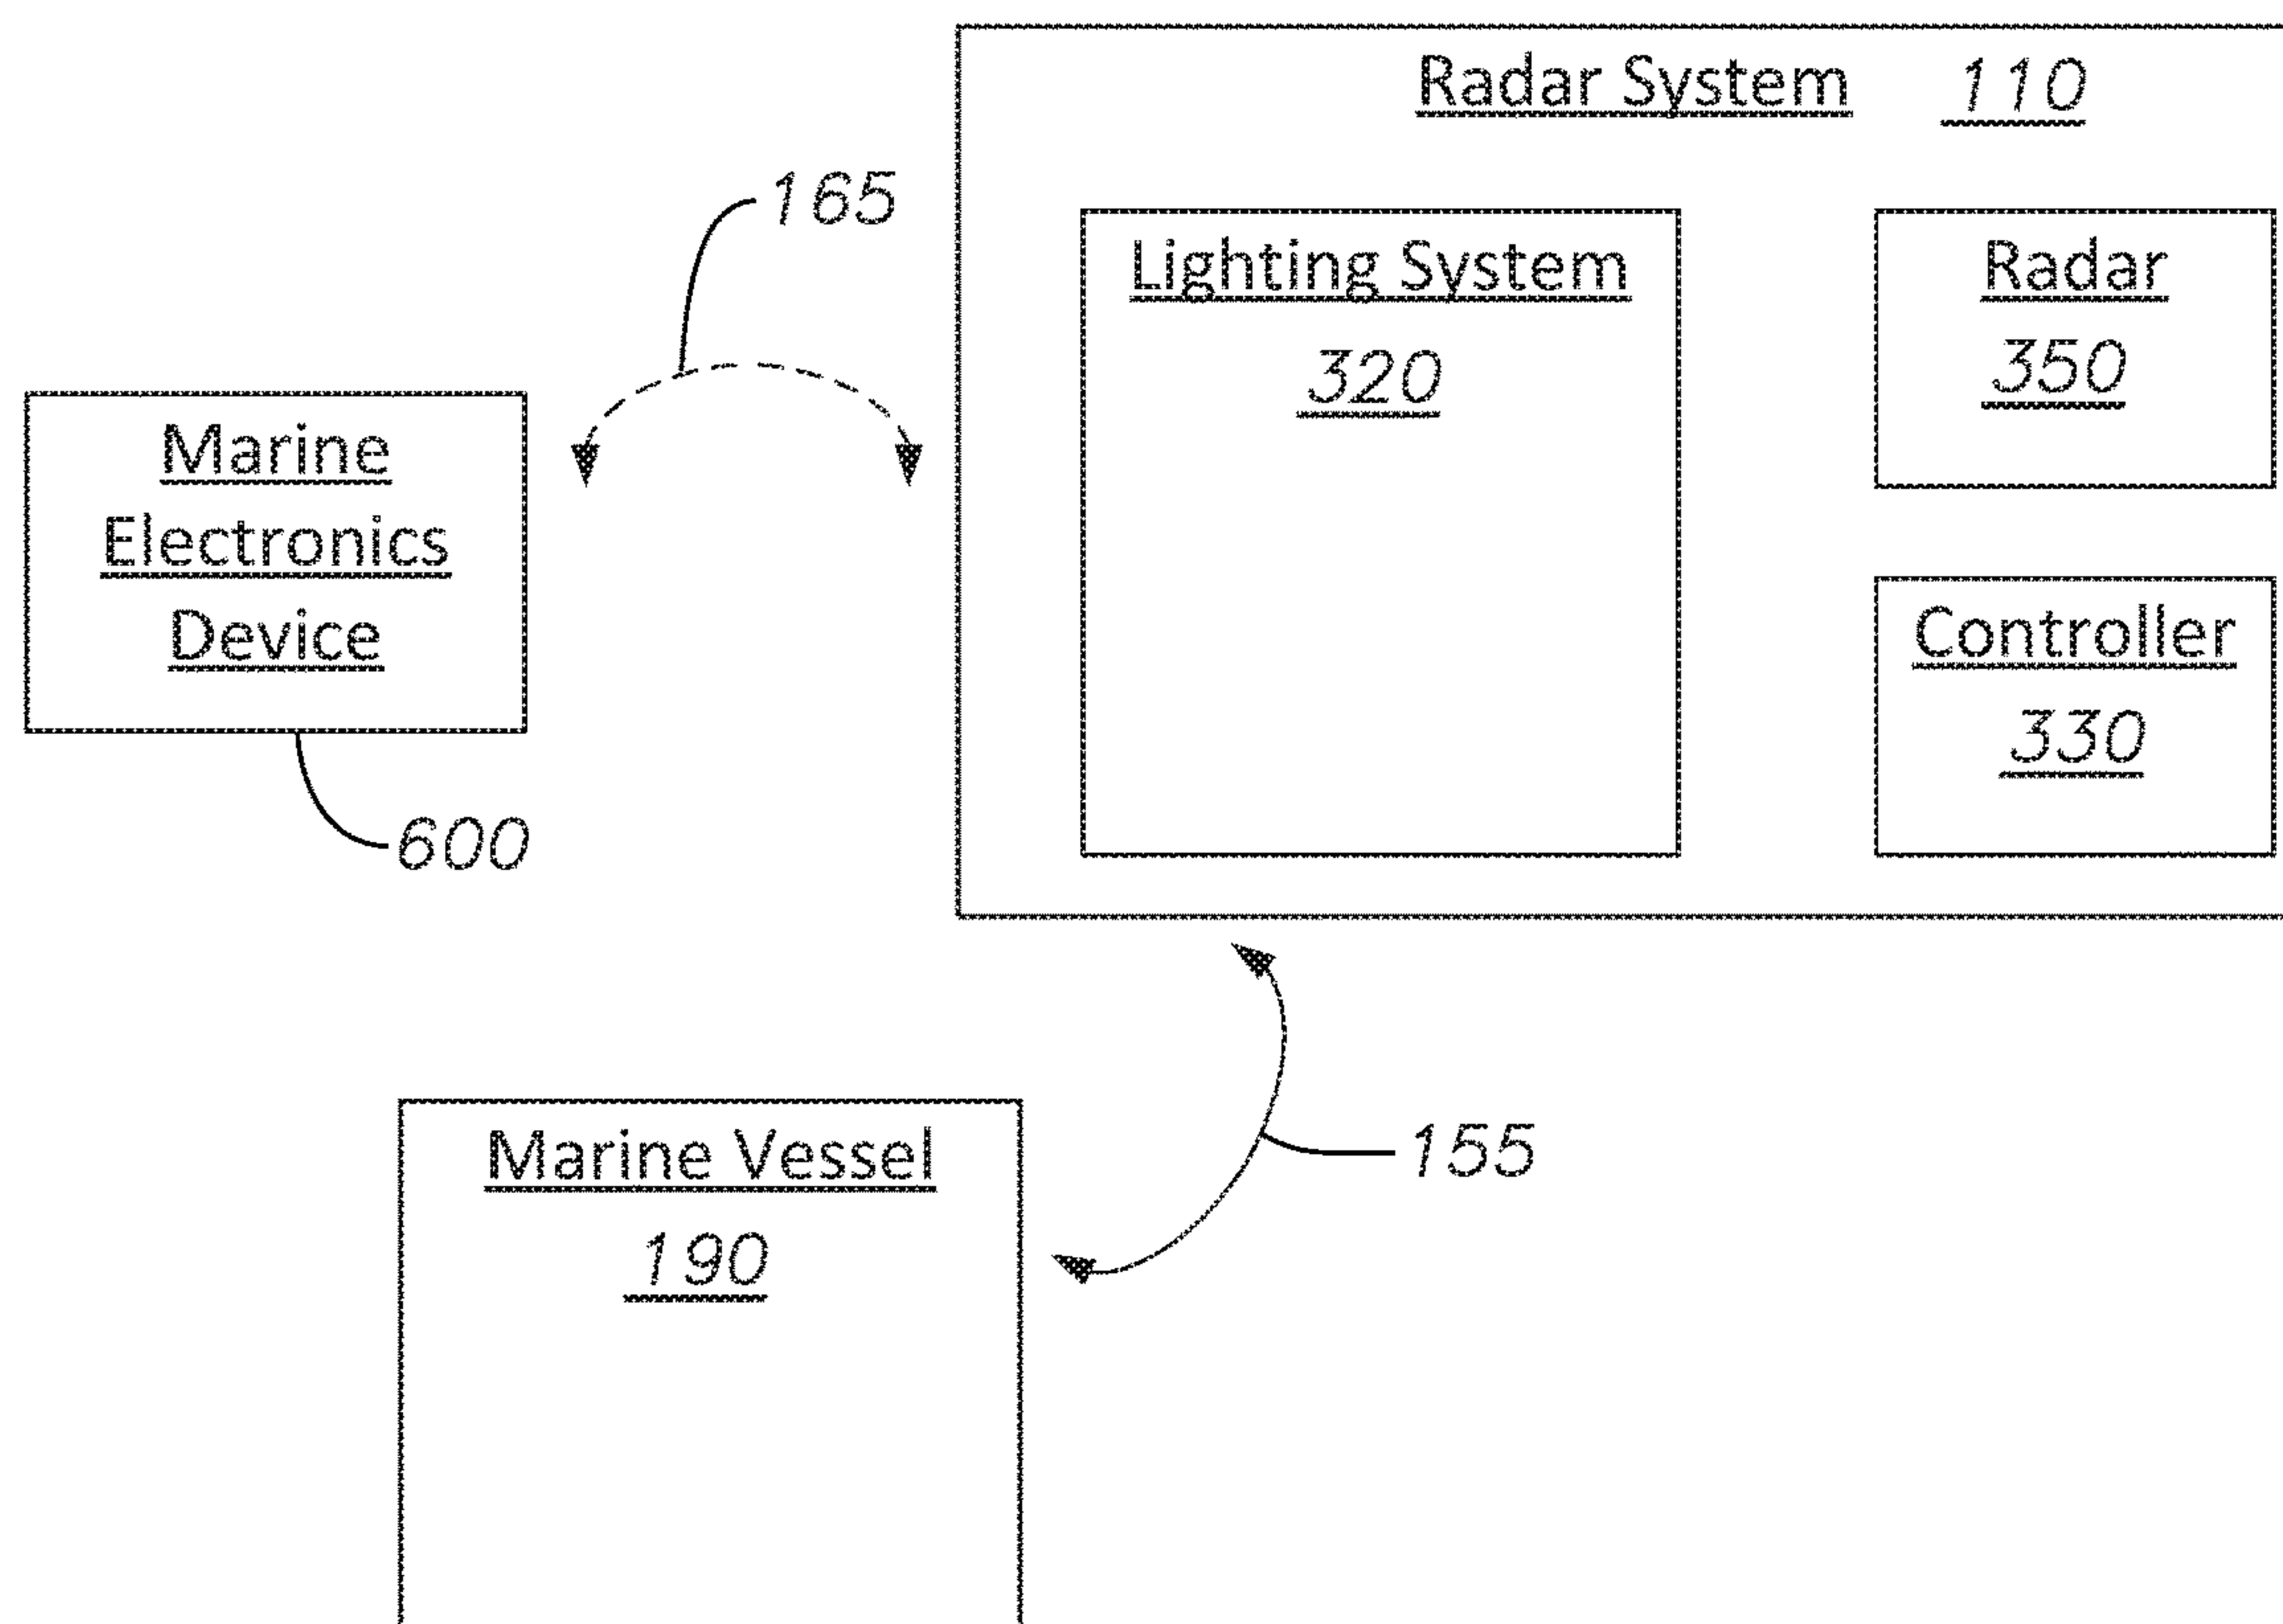 Radar System 110
165
Lighting System
320
Radar
350
Marine
Electronics
Device
600
Controller
330
155
Marine Vessel
190